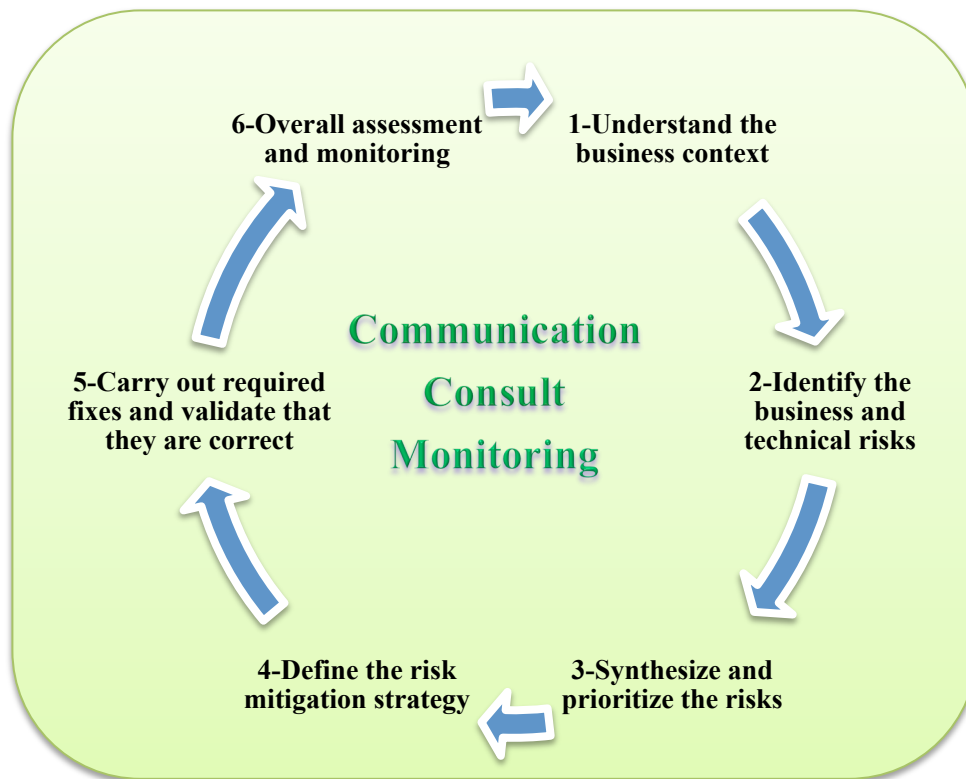 6-Overall assessment
and monitoring
1-Understand the
business context
2-Identify the
business and
technical risks
3-Synthesize and
prioritize the risks
4-Define the risk
mitigation strategy
5-Carry out required
fixes and validate that
they are correct
Communication
Consult
Monitoring